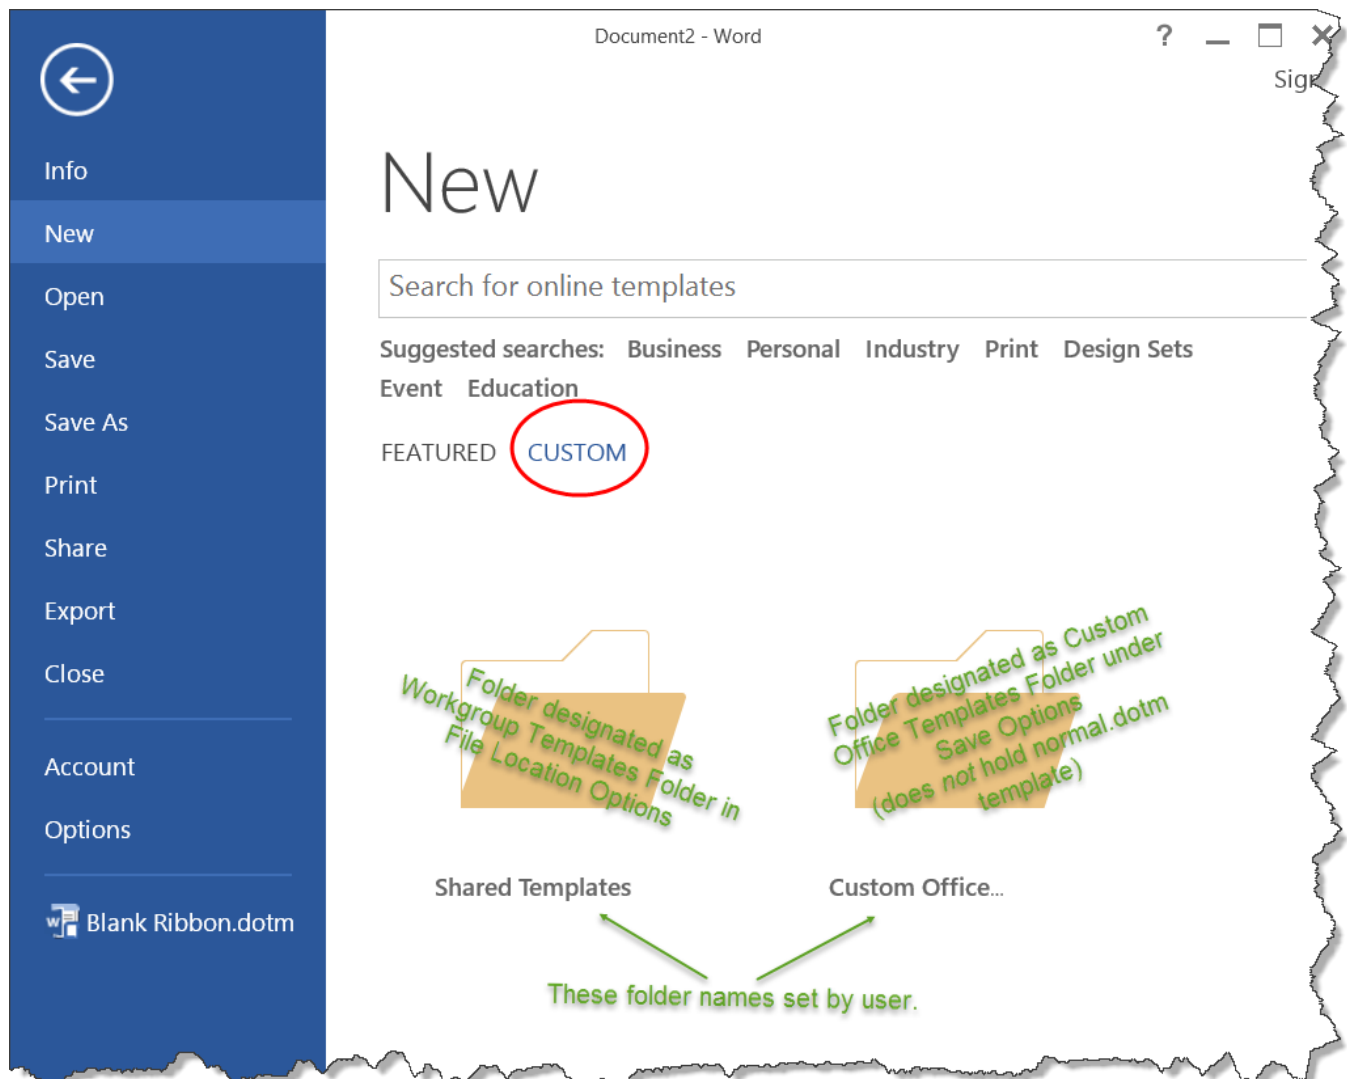 Document2 - Word
?
Info
New
Open
Save
Save As
Print
Share
Export
Close
Account
Options
Blank Ribbon.dotm
New
Search for online templates
Suggested searches: Business Personal Industry Print Design Sets
Event Education
FEATURED CUSTOM
Folder designated as
Workgroup Templates Folder in
File Location Options
Shared Templates
Folder designated as Custom
Office Templates Folder under
Save Options
(does not hold normal.dotm
template)
Custom Office...
These folder names set by user.